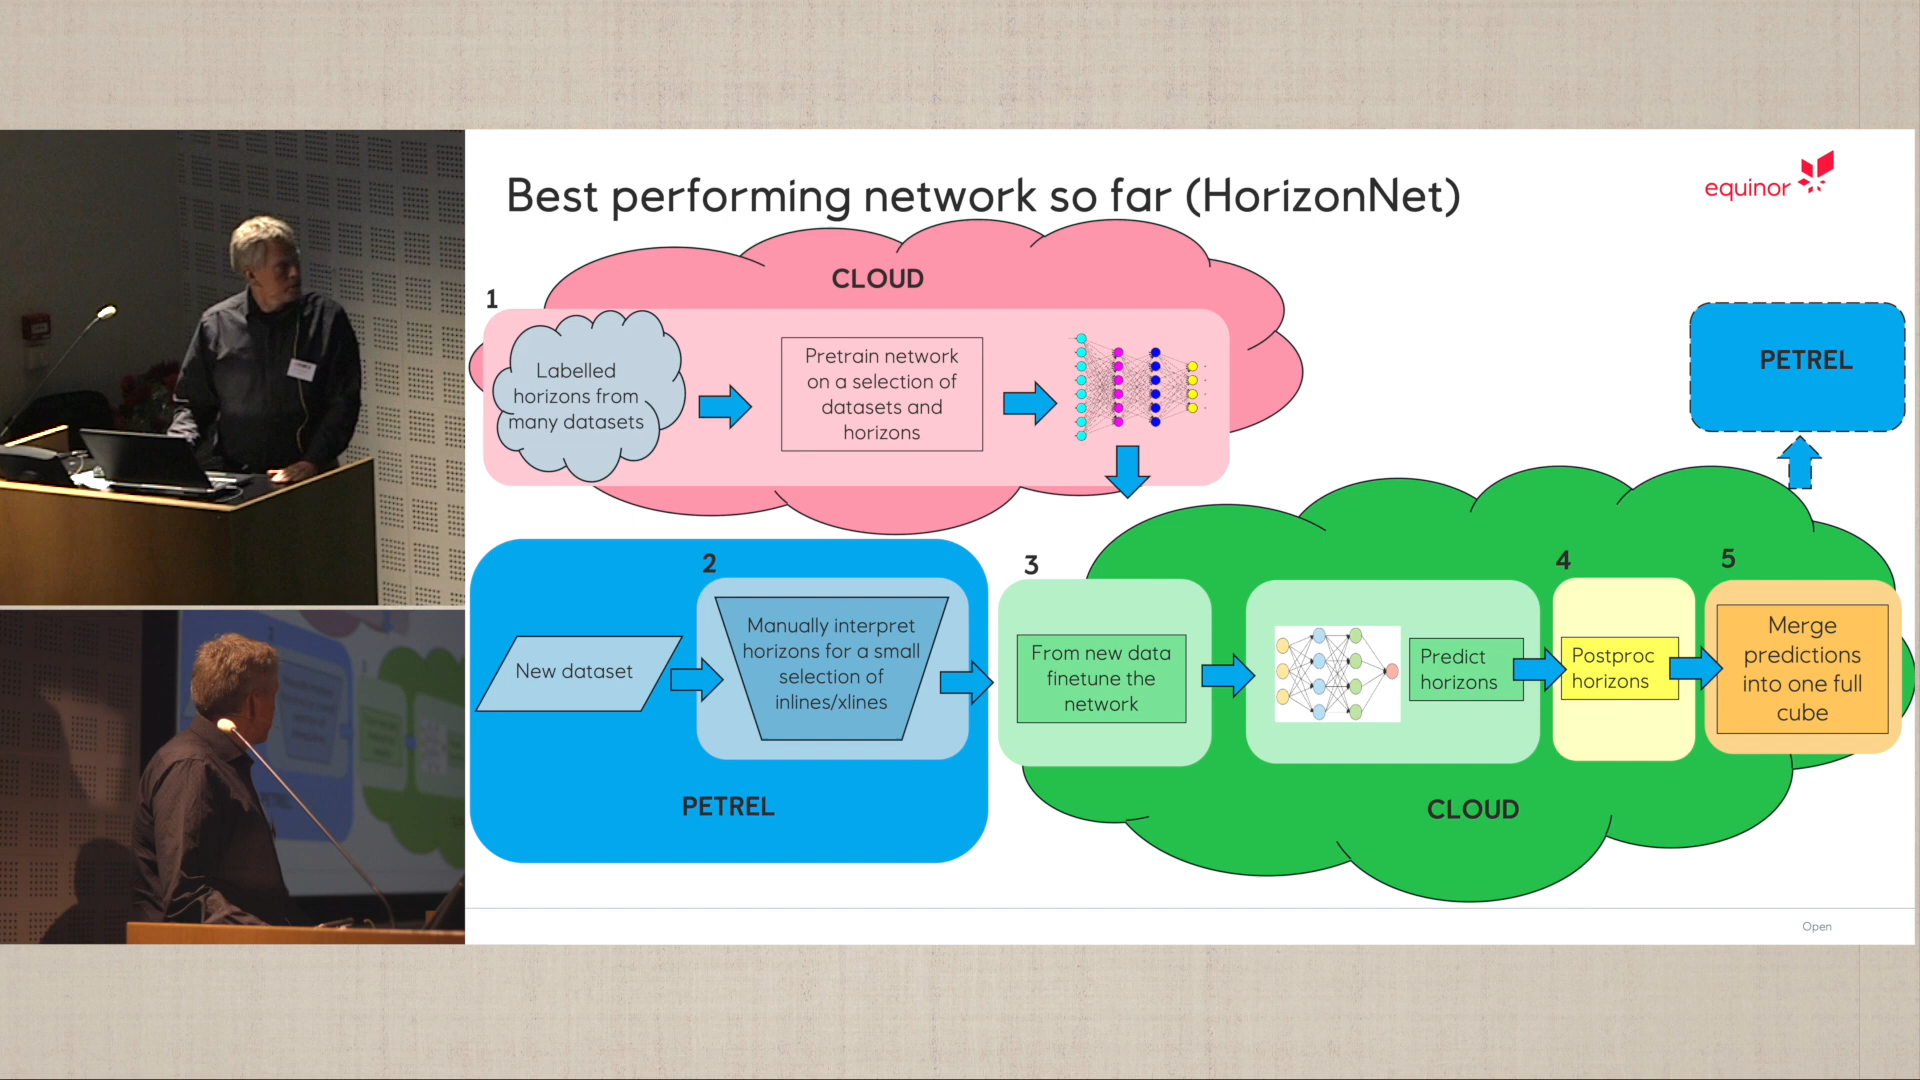 Best performing network so far (HorizonNet)
equinor
CLOUD
1
Labelled
horizons from
many datasets
Pretrain network
on a selection of
datasets and
horizons
PETREL
2
New dataset
Manually interpret
horizons for a small
selection of
inlines/xlines
PETREL
3
From new data
finetune the
network
Predict
horizons
4
Postproc
horizons
5
Merge
predictions
into one full
cube
CLOUD
Open